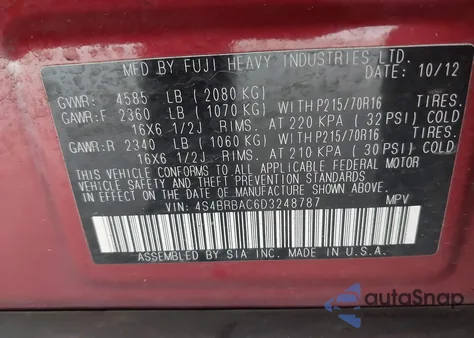 MFD BY FUJI HEAVY INDUSTRIES LTD.
DATE: 10/12
GVWR: 4585 LB ( 2080 KG)
GAWR:F 2360 LB ( 1070 KG) WITH P215/70R16 TIRES.
16X6 1/2J RIMS. AT 220 KPA ( 32 PSI) COLD
GAWR:R 2340 LB ( 1060 KG) WITH P215/70R16 TIRES.
16X6 1/2J RIMS. AT 210 KPA ( 30 PSI) COLD
THIS VEHICLE CONFORMS TO ALL APPLICABLE FEDERAL MOTOR
VEHICLE SAFETY AND THEFT PREVENTION STANDARDS
IN EFFECT ON THE DATE OF MANUFACTURE SHOWN ABOVE.
VIN: 4S4BRBAC6D3248787 MPV
ASSEMBLED BY SIA INC. MADE IN U.S.A.
autoSnap